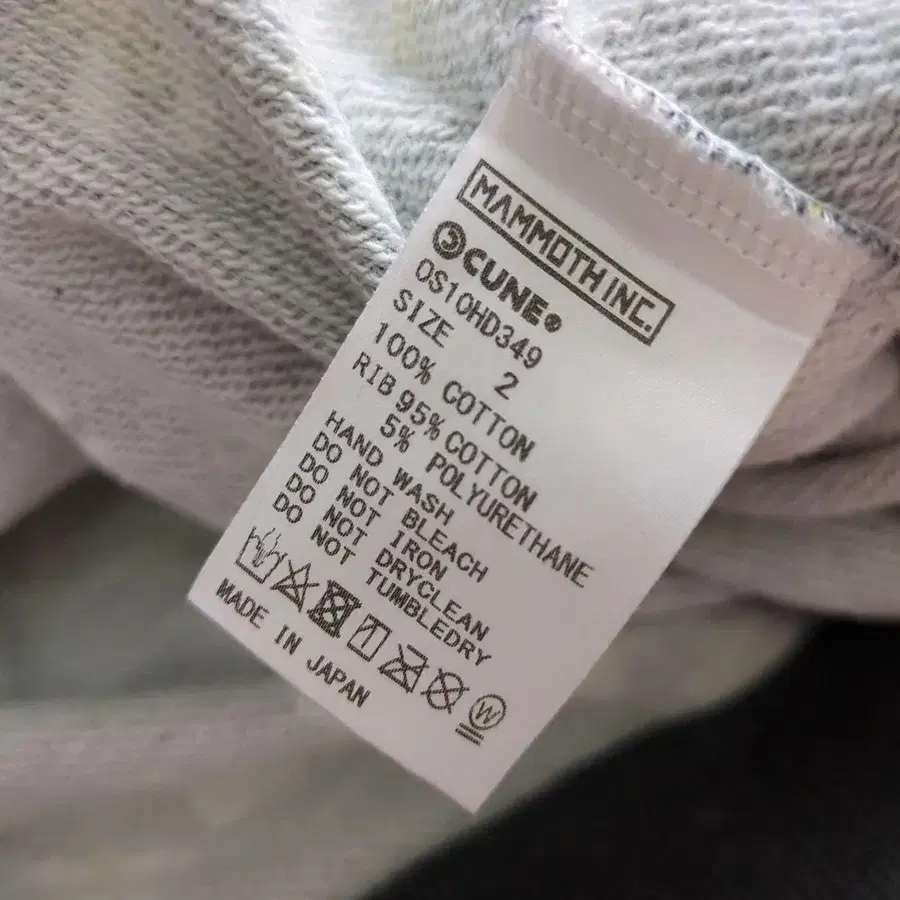 MAMMOTH INC.
CUNE®
OS10HD349
SIZE 2
100% COTTON
RIB 95% COTTON
5% POLYURETHANE
HAND WASH
DO NOT BLEACH
DO NOT IRON
DO NOT DRYCLEAN
DO NOT TUMBLEDRY
W
MADE IN JAPAN